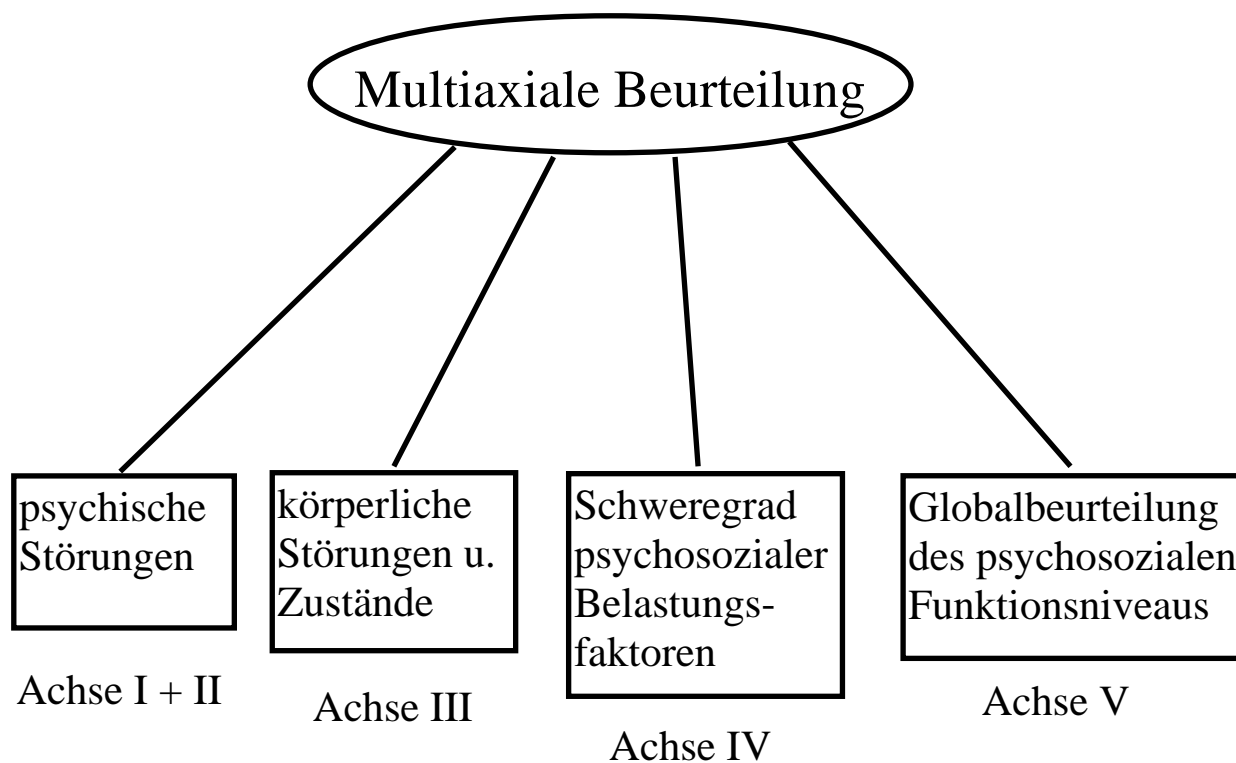 Multiaxiale Beurteilung
psychische
Störungen
Achse I + II
körperliche
Störungen u.
Zustände
Achse III
Schweregrad
psychosozialer
Belastungs-
faktoren
Achse IV
Globalbeurteilung
des psychosozialen
Funktionsniveaus
Achse V